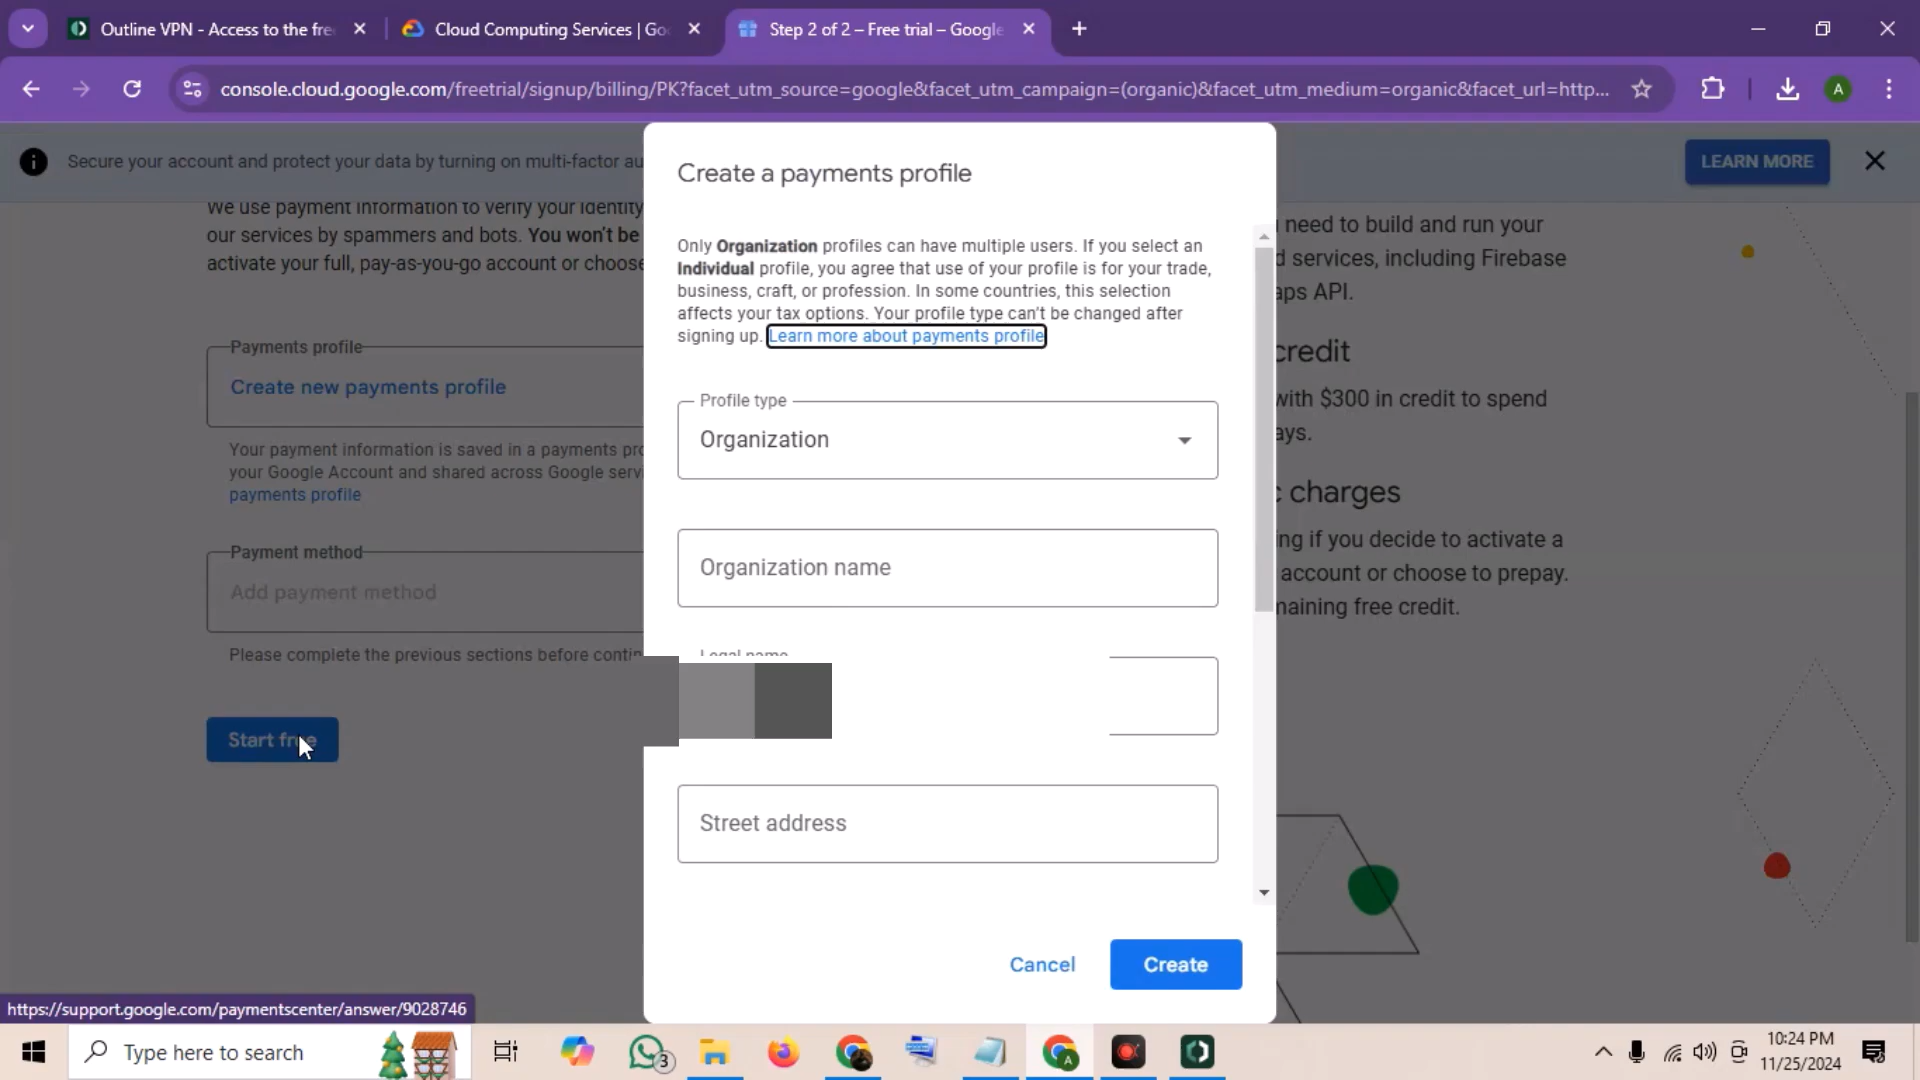 Outline VPN - Access to the fre
Cloud Computing Services | Go
Step 2 of 2 – Free trial – Google
console.cloud.google.com/freetrial/signup/billing/PK?facet_utm_source=google&facet_utm_campaign=(organic)&facet_utm_medium=organic&facet_url=http...
A
Secure your account and protect your data by turning on multi-factor au
LEARN MORE
We use payment information to verify your identity
our services by spammers and bots. You won't be
activate your full, pay-as-you-go account or choose
Payments profile
Create new payments profile
Your payment information is saved in a payments pro
your Google Account and shared across Google serv
payments profile
Payment method
Add payment method
Please complete the previous sections before contin
Start free
Create a payments profile
Only Organization profiles can have multiple users. If you select an
Individual profile, you agree that use of your profile is for your trade,
business, craft, or profession. In some countries, this selection
affects your tax options. Your profile type can't be changed after
signing up. Learn more about payments profile
Profile type
Organization
Organization name
Legal name
Street address
Cancel
Create
need to build and run your
d services, including Firebase
aps API.
credit
with $300 in credit to spend
ays.
c charges
ing if you decide to activate a
account or choose to prepay.
maining free credit.
https://support.google.com/paymentscenter/answer/9028746
Type here to search
3
A
10:24 PM
11/25/2024